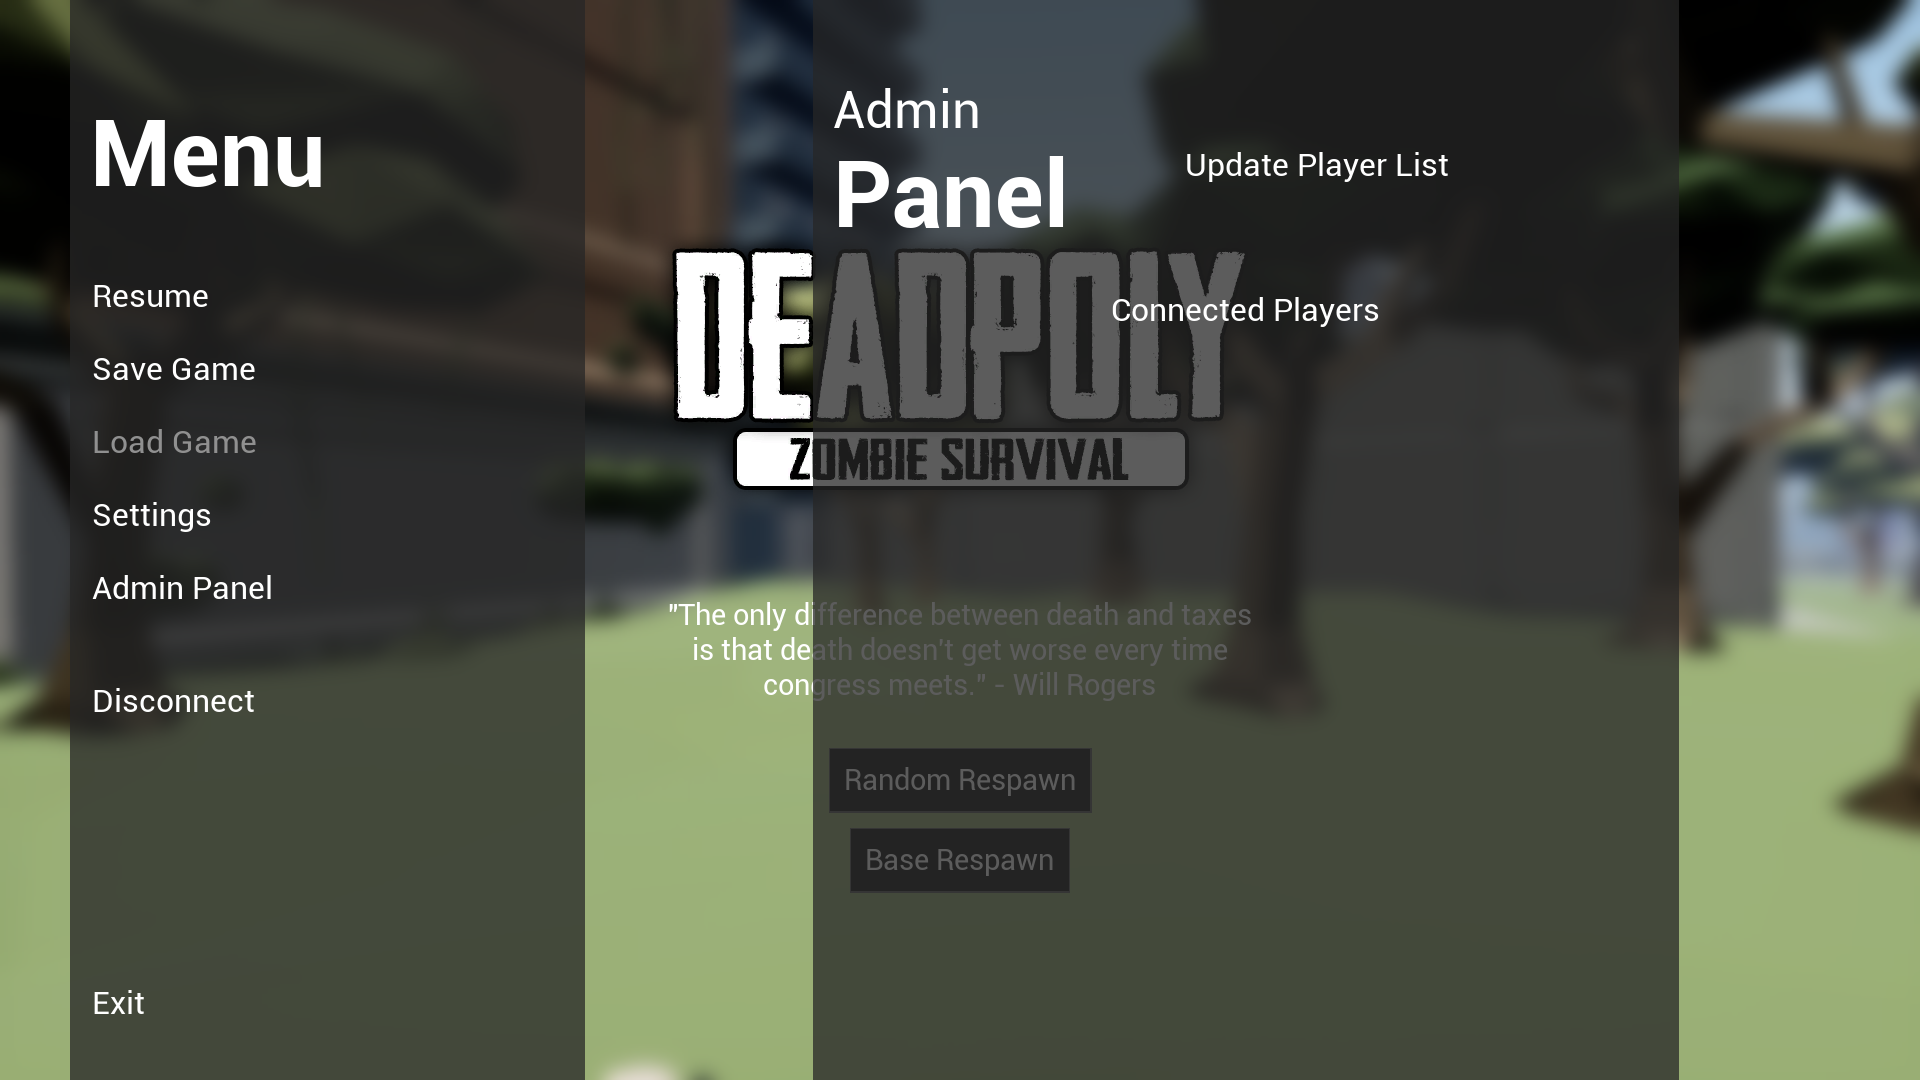 Menu
Resume
Save Game
Load Game
Settings
Admin Panel
Disconnect
Exit
Admin
Panel
Update Player List
Connected Players
DEADPOLY
ZOMBIE SURVIVAL
"The only difference between death and taxes
is that death doesn't get worse every time
congress meets." - Will Rogers
Random Respawn
Base Respawn